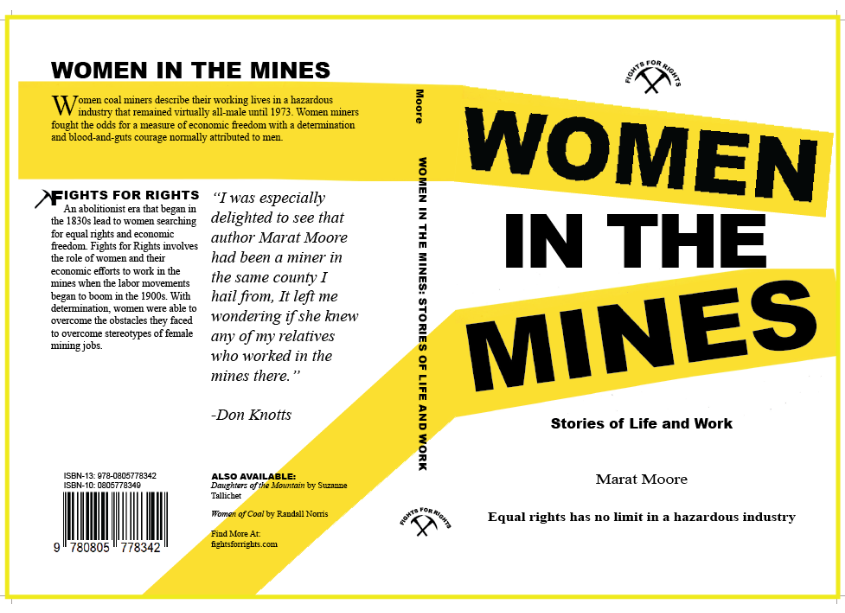 WOMEN IN THE MINES
Women coal miners describe their working lives in a hazardous
industry that remained virtually all-male until 1973. Women miners
fought the odds for a measure of economic freedom with a determination
and blood-and-guts courage normally attributed to men.
FIGHTS FOR RIGHTS
An abolitionist era that began in
the 1830s lead to women searching
for equal rights and economic
freedom. Fights for Rights involves
the role of women and their
economic efforts to work in the
mines when the labor movements
began to boom in the 1900s. With
determination, women were able to
overcome the obstacles they faced
to overcome stereotypes of female
mining jobs.
“I was especially
delighted to see that
author Marat Moore
had been a miner in
the same county I
hail from, It left me
wondering if she knew
any of my relatives
who worked in the
mines there.”
-Don Knotts
ISBN-13: 978-0805778342
ISBN-10: 0805778349
9 780805 778342
ALSO AVAILABLE:
Daughters of the Mountain by Suzanne
Tallichet
Women of Coal by Randall Norris
Find More At:
fightsforrights.com
Moore
WOMEN IN THE MINES: STORIES OF LIFE AND WORK
FIGHTS FOR RIGHTS
FIGHTS FOR RIGHTS
WOMEN
IN THE
MINES
Stories of Life and Work
Marat Moore
Equal rights has no limit in a hazardous industry